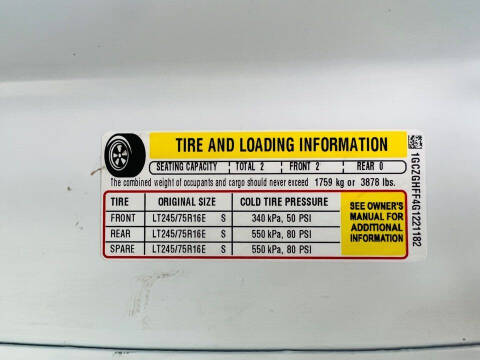 TIRE AND LOADING INFORMATION
SEATING CAPACITY TOTAL 2 FRONT 2 REAR 0
The combined weight of occupants and cargo should never exceed 1759 kg or 3878 lbs.
TIRE ORIGINAL SIZE COLD TIRE PRESSURE
FRONT LT245/75R16E S 340 kPa, 50 PSI
REAR LT245/75R16E S 550 kPa, 80 PSI
SPARE LT245/75R16E S 550 kPa, 80 PSI
SEE OWNER'S
MANUAL FOR
ADDITIONAL
INFORMATION
1GCZGHFF4G1221182